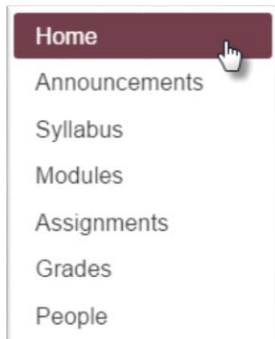 Home
Announcements
Syllabus
Modules
Assignments
Grades
People